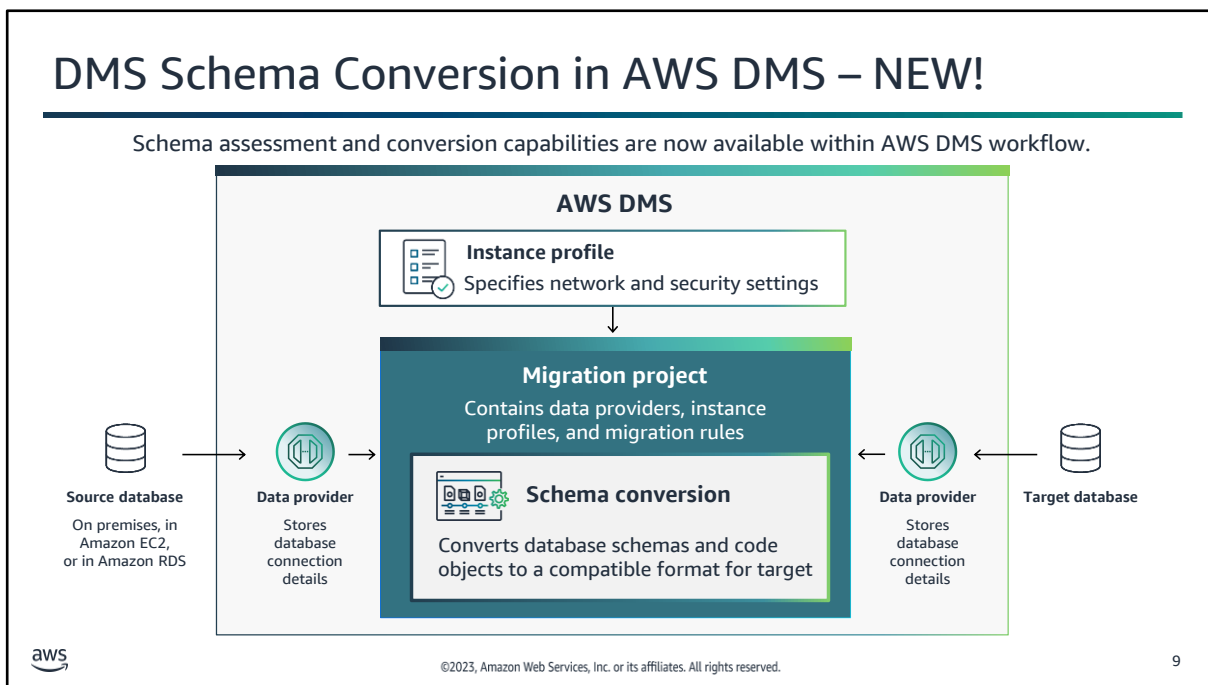 DMS Schema Conversion in AWS DMS – NEW!
Schema assessment and conversion capabilities are now available within AWS DMS workflow.
AWS DMS
Instance profile
Specifies network and security settings
Migration project
Contains data providers, instance
profiles, and migration rules
Schema conversion
Converts database schemas and code
objects to a compatible format for target
Source database
On premises, in
Amazon EC2,
or in Amazon RDS
Data provider
Stores
database
connection
details
Data provider
Stores
database
connection
details
Target database
aws
©2023, Amazon Web Services, Inc. or its affiliates. All rights reserved.
9